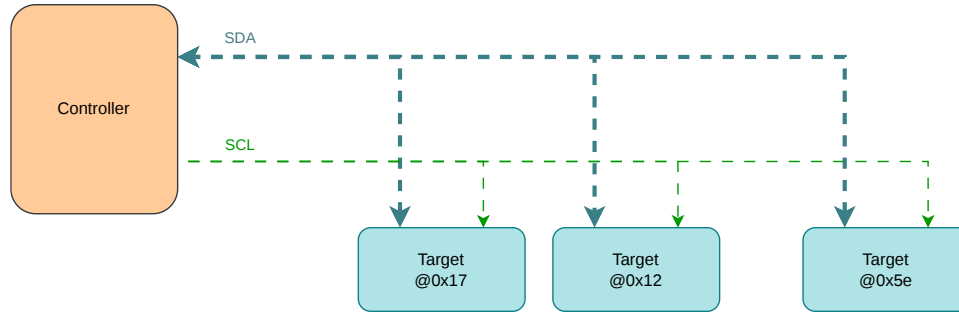 SDA
Controller
SCL
Target
@0x17
Target
@0x12
Target
@0x5e